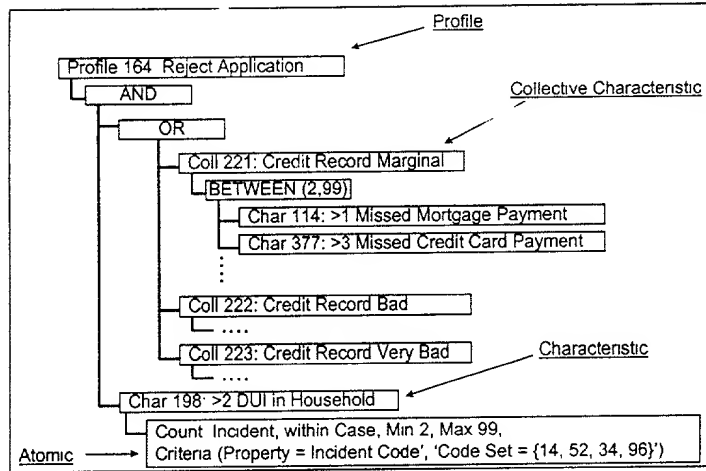 Profile
Profile 164 Reject Application
AND
Collective Characteristic
OR
Coll 221: Credit Record Marginal
BETWEEN (2,99)
Char 114: >1 Missed Mortgage Payment
Char 377: >3 Missed Credit Card Payment
Coll 222: Credit Record Bad
....
Coll 223: Credit Record Very Bad
....
Characteristic
Char 198: >2 DUI in Household
Count Incident, within Case, Min 2, Max 99,
Atomic
Criteria (Property = Incident Code', 'Code Set = {14, 52, 34, 96}')